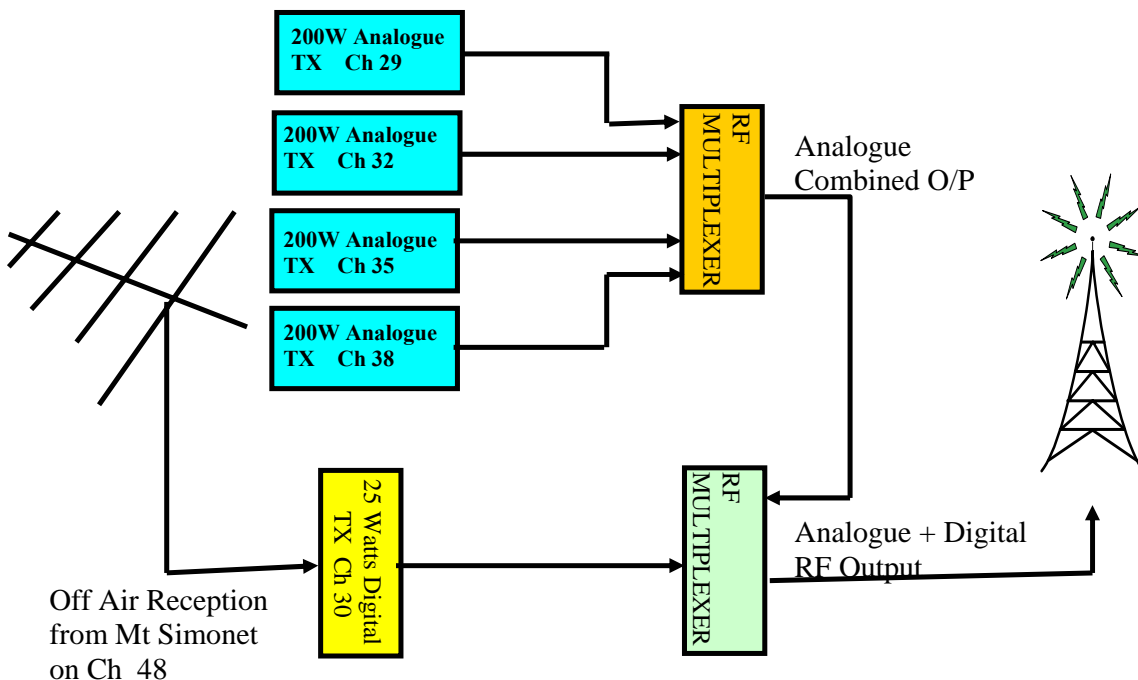 200W Analogue
TX Ch 29
200W Analogue
TX Ch 32
200W Analogue
TX Ch 35
200W Analogue
TX Ch 38
RF
MULTIPLEXER
Analogue
Combined O/P
25 Watts Digital
TX Ch 30
RF
MULTIPLEXER
Analogue + Digital
RF Output
Off Air Reception
from Mt Simonet
on Ch 48